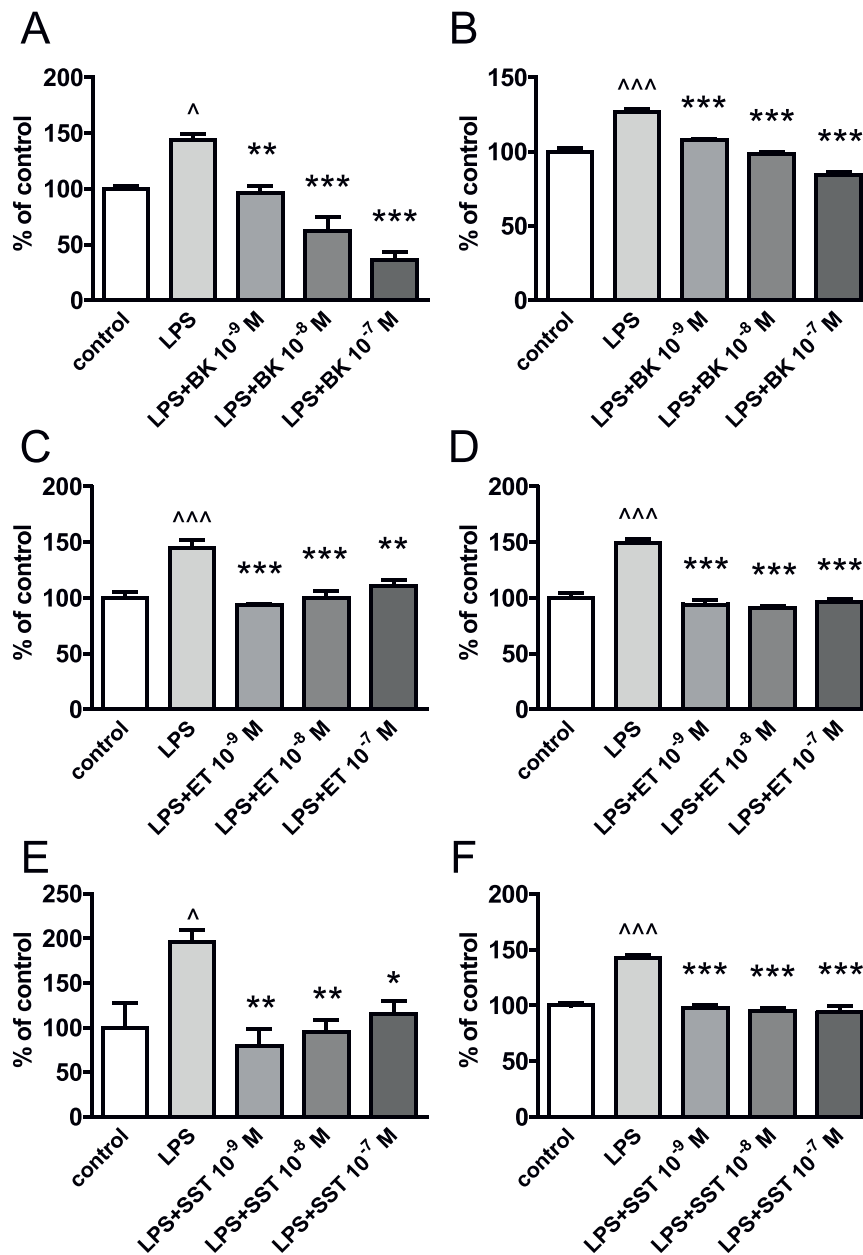 A
% of control
200
150
100
50
0
^
**
***
***
control
LPS
LPS+BK 10⁻⁹ M
LPS+BK 10⁻⁸ M
LPS+BK 10⁻⁷ M
B
% of control
150
100
50
0
^^^
***
***
***
control
LPS
LPS+BK 10⁻⁹ M
LPS+BK 10⁻⁸ M
LPS+BK 10⁻⁷ M
C
% of control
200
150
100
50
0
^^^
***
***
**
control
LPS
LPS+ET 10⁻⁹ M
LPS+ET 10⁻⁸ M
LPS+ET 10⁻⁷ M
D
% of control
200
150
100
50
0
^^^
***
***
***
control
LPS
LPS+ET 10⁻⁹ M
LPS+ET 10⁻⁸ M
LPS+ET 10⁻⁷ M
E
% of control
250
200
150
100
50
0
^
**
**
*
control
LPS
LPS+SST 10⁻⁹ M
LPS+SST 10⁻⁸ M
LPS+SST 10⁻⁷ M
F
% of control
200
150
100
50
0
^^^
***
***
***
control
LPS
LPS+SST 10⁻⁹ M
LPS+SST 10⁻⁸ M
LPS+SST 10⁻⁷ M